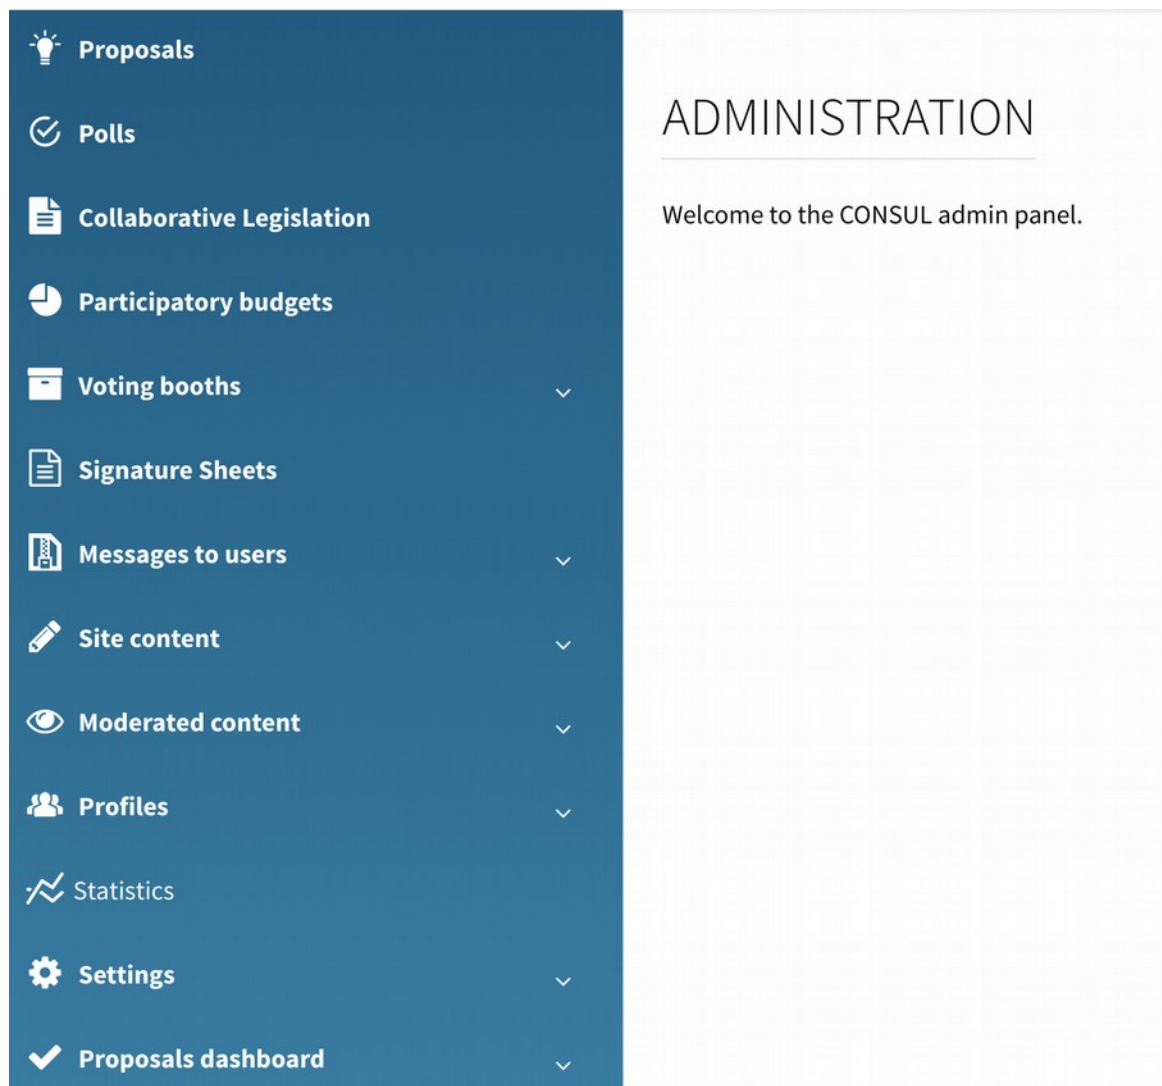 Proposals
Polls
Collaborative Legislation
Participatory budgets
Voting booths
Signature Sheets
Messages to users
Site content
Moderated content
Profiles
Statistics
Settings
Proposals dashboard
ADMINISTRATION
Welcome to the CONSUL admin panel.